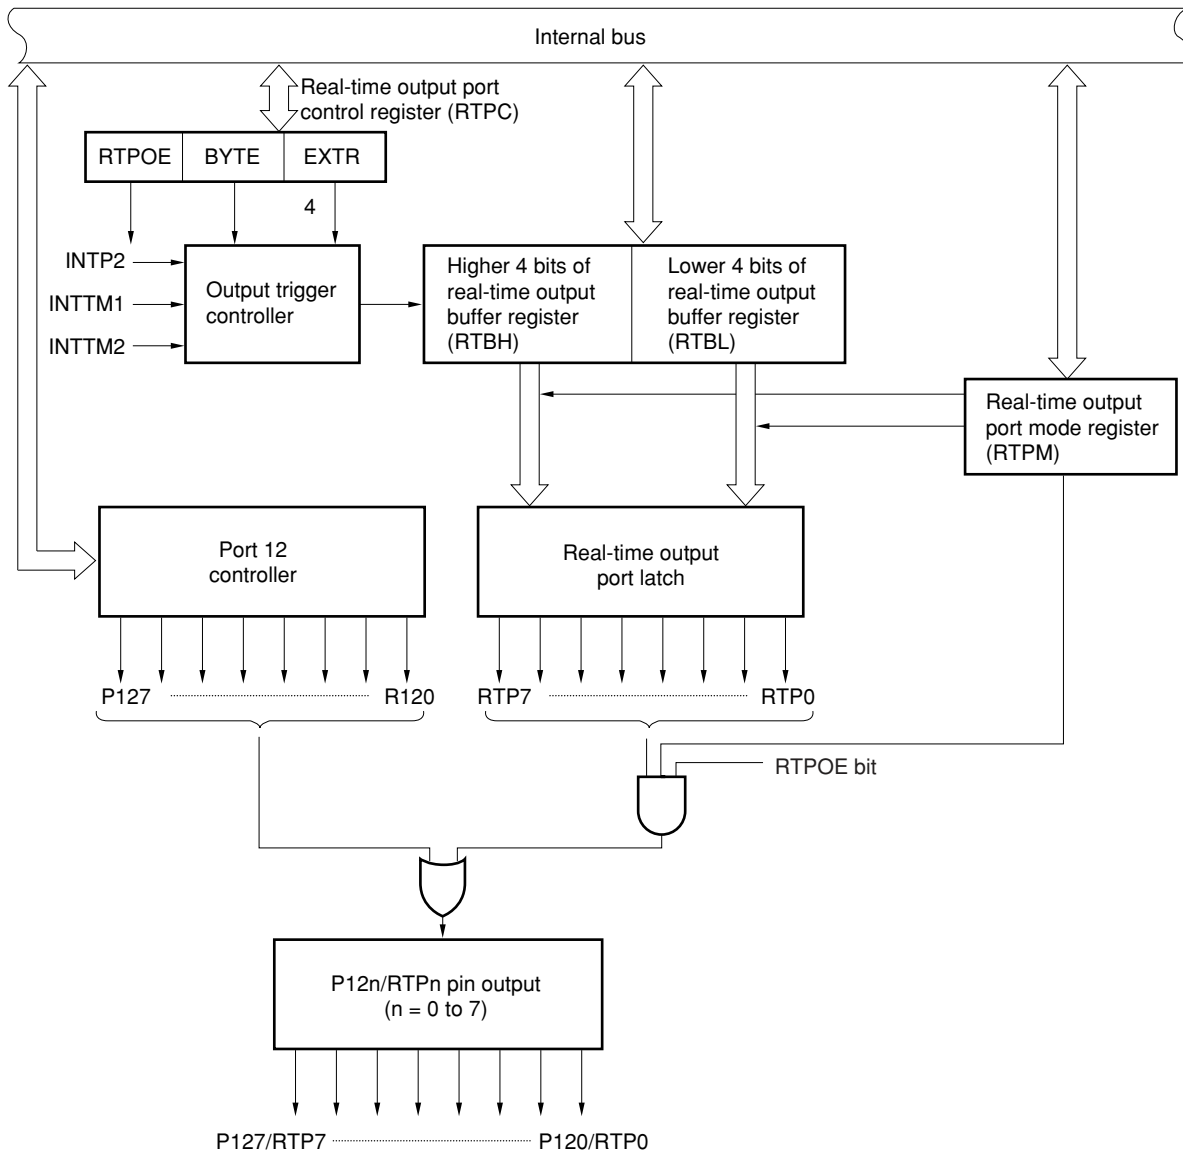 Internal bus
Real-time output port
control register (RTPC)
RTPOE BYTE EXTR
4
INTP2
INTTM1
INTTM2
Output trigger
controller
Higher 4 bits of
real-time output
buffer register
(RTBH)
Lower 4 bits of
real-time output
buffer register
(RTBL)
Real-time output
port mode register
(RTPM)
Port 12
controller
Real-time output
port latch
P127 R120
RTP7 RTP0
RTPOE bit
P12n/RTPn pin output
(n = 0 to 7)
P127/RTP7 P120/RTP0